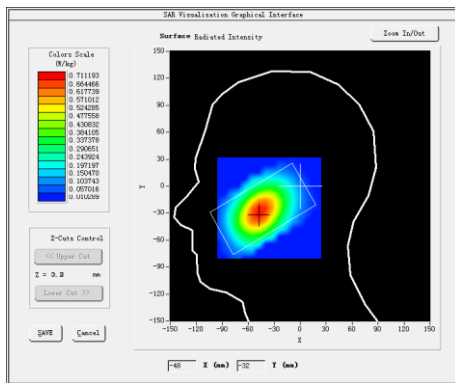 SAR Visualisation Graphical Interface
Surface Radiated Intensity
Zoom In/Out
Colors Scale
(W/kg)
0.711193
0.664466
0.617739
0.571012
0.524285
0.477558
0.430832
0.384105
0.337378
0.290651
0.243924
0.197197
0.150470
0.103743
0.057016
0.010289
Z-Cuts Control
<< Upper Cut
Z = 3.2 mm
Lower Cut >>
SAVE Cancel
150
120
90
60
30
0
-30
-60
-90
-120
-150
Y
-150 -120 -90 -60 -30 0 30 60 90 120 150
X
-48 X (mm) -32 Y (mm)